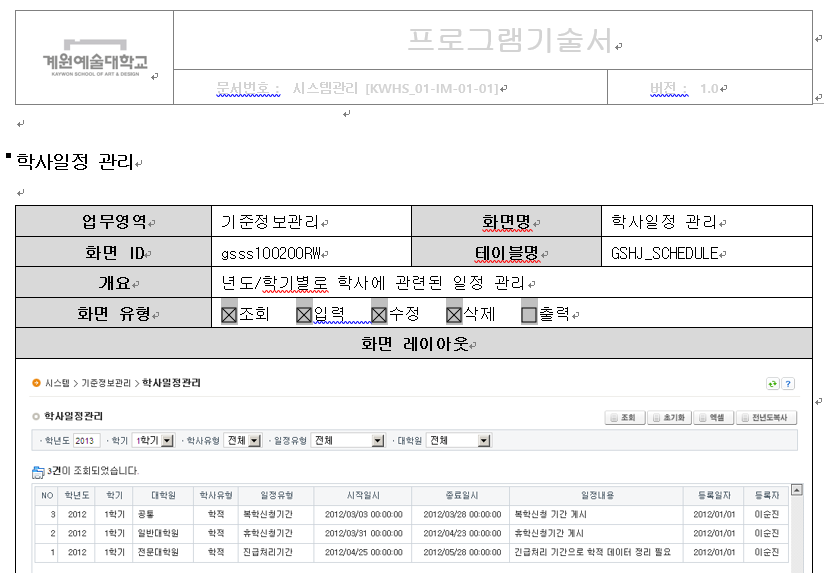 계원예술대학교
KAYWON SCHOOL OF ART & DESIGN
프로그램기술서
문서번호 : 시스템관리 [KWHS_01-IM-01-01]
버전 : 1.0
학사일정 관리
업무영역 기준정보관리 화면명 학사일정 관리
화면 ID gsss100200RW 테이블명 GSHJ_SCHEDULE
개요 년도/학기별로 학사에 관련된 일정 관리
화면 유형 ☒조회 ☒입력 ☒수정 ☒삭제 ☐출력
화면 레이아웃
시스템 > 기준정보관리 > 학사일정관리
학사일정관리
조회 초기화 엑셀 전년도복사
· 학년도 2013 · 학기 1학기 · 학사유형 전체 · 일정유형 전체 · 대학원 전체
3건이 조회되었습니다.
NO 학년도 학기 대학원 학사유형 일정유형 시작일시 종료일시 일정내용 등록일자 등록자
3 2012 1학기 공통 학적 복학신청기간 2012/03/03 00:00:00 2012/03/28 00:00:00 복학신청 기간 게시 2012/01/01 이순진
2 2012 1학기 일반대학원 학적 휴학신청기간 2012/03/31 00:00:00 2012/04/23 00:00:00 휴학신청기간 게시 2012/01/01 이순진
1 2012 1학기 전문대학원 학적 긴급처리기간 2012/04/25 00:00:00 2012/05/28 00:00:00 긴급처리 기간으로 학적 데이터 정리 필요 2012/01/01 이순진